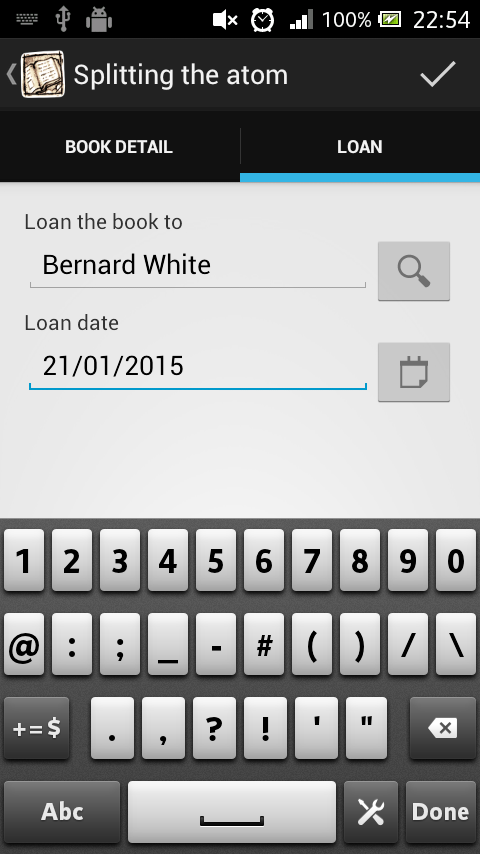 100% 22:54
Splitting the atom
BOOK DETAIL LOAN
Loan the book to
Bernard White
Loan date
21/01/2015
1 2 3 4 5 6 7 8 9 0
@ : ; _ - # ( ) / \
+=$ . , ? ! ' "
Abc Done